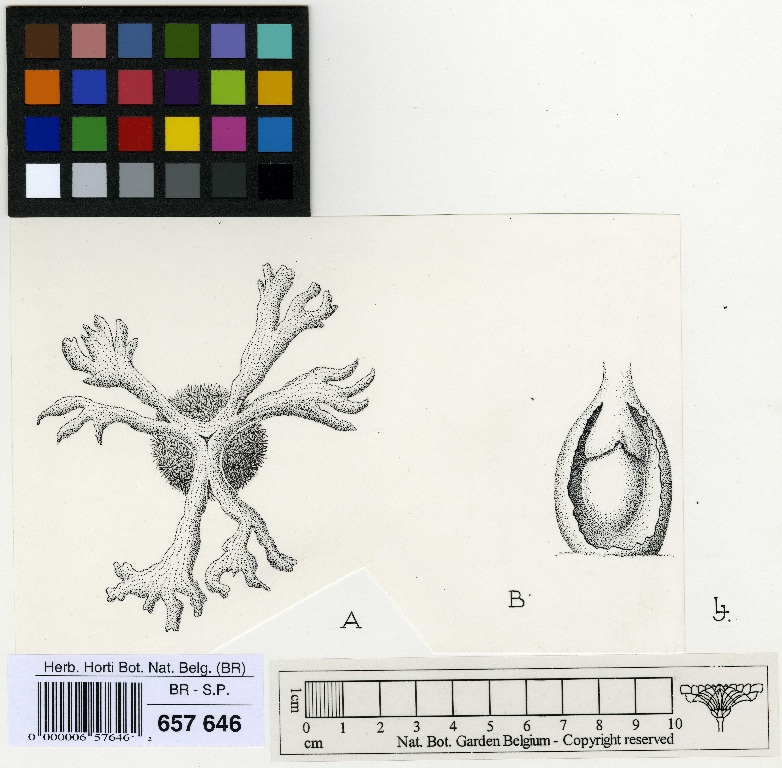 A
B
Herb. Horti Bot. Nat. Belg. (BR)
BR - S.P.
657 646
0 000006 57646 2
1cm
0 1 2 3 4 5 6 7 8 9 10
cm
Nat. Bot. Garden Belgium - Copyright reserved